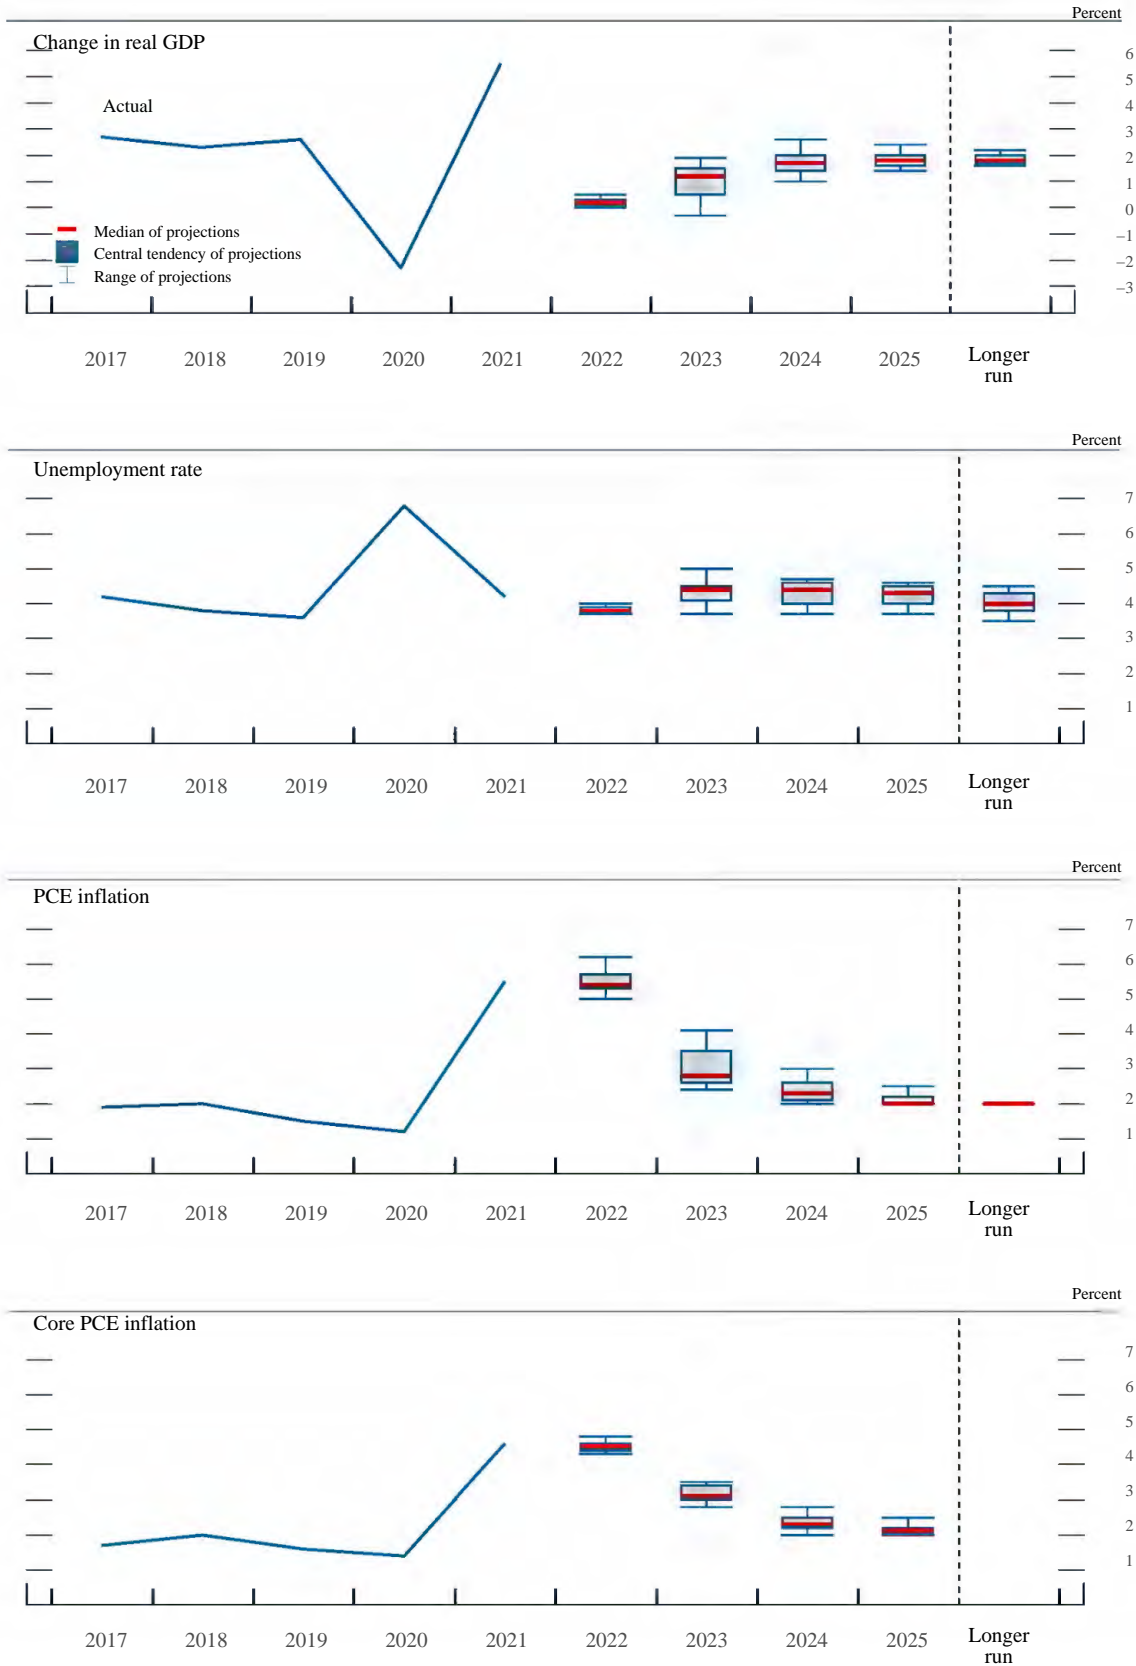 Percent
Change in real GDP
Actual
Median of projections
Central tendency of projections
Range of projections
6
5
4
3
2
1
0
–1
–2
–3
2017 2018 2019 2020 2021 2022 2023 2024 2025 Longer
run
Percent
Unemployment rate
7
6
5
4
3
2
1
2017 2018 2019 2020 2021 2022 2023 2024 2025 Longer
run
Percent
PCE inflation
7
6
5
4
3
2
1
2017 2018 2019 2020 2021 2022 2023 2024 2025 Longer
run
Percent
Core PCE inflation
7
6
5
4
3
2
1
2017 2018 2019 2020 2021 2022 2023 2024 2025 Longer
run